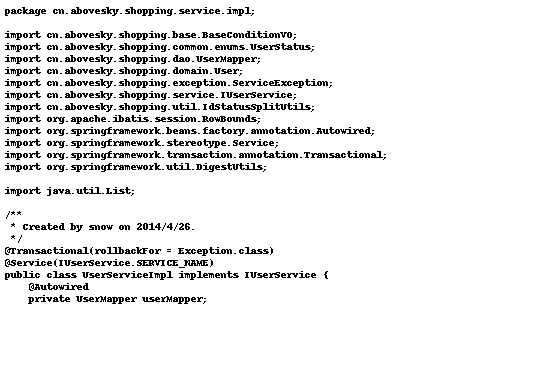 package cn.abovesky.shopping.service.impl;

import cn.abovesky.shopping.base.BaseConditionVO;
import cn.abovesky.shopping.common.enums.UserStatus;
import cn.abovesky.shopping.dao.UserMapper;
import cn.abovesky.shopping.domain.User;
import cn.abovesky.shopping.exception.ServiceException;
import cn.abovesky.shopping.service.IUserService;
import cn.abovesky.shopping.util.IdStatusSplitUtils;
import org.apache.ibatis.session.RowBounds;
import org.springframework.beans.factory.annotation.Autowired;
import org.springframework.stereotype.Service;
import org.springframework.transaction.annotation.Transactional;
import org.springframework.util.DigestUtils;

import java.util.List;

/**
 * Created by snow on 2014/4/26.
 */
@Transactional(rollbackFor = Exception.class)
@Service(IUserService.SERVICE_NAME)
public class UserServiceImpl implements IUserService {
    @Autowired
    private UserMapper userMapper;